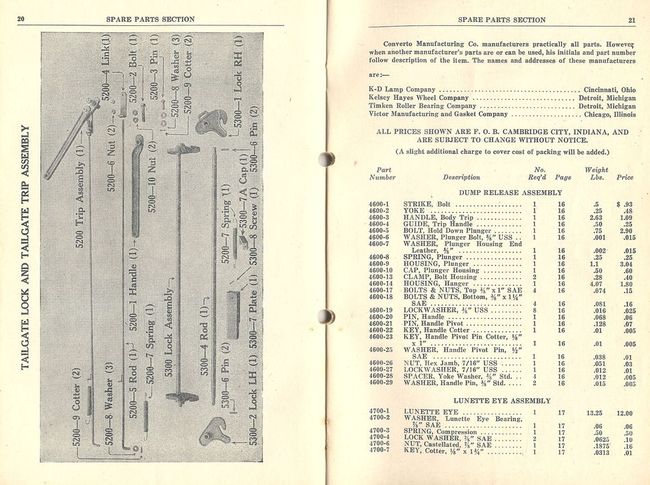 20
SPARE PARTS SECTION
TAILGATE LOCK AND TAILGATE TRIP ASSEMBLY
5200—4 Link(1)
5200—2 Bolt (1)
5200—3 Pin (1)
5200—8 Washer (3)
5200—9 Cotter (2)
5300—1 Lock RH (1)
5200 Trip Assembly (1)
5200—6 Nut (2)
5200—10 Nut (2)
5300—6 Pin (2)
5300—7A Cap (1)
5300—7 Spring (1)
5300—8 Screw (1)
5200—1 Handle (1)
5200—7 Spring (1)
5300 Lock Assembly
5300—4 Rod (1)
5300—7 Plate (1)
5200—9 Cotter (2)
5200—8 Washer (3)
5200—5 Rod (1)
5300—6 Pin (2)
5300—2 Lock LH (1)
SPARE PARTS SECTION
21
Converto Manufacturing Co. manufacturers practically all parts. However
when another manufacturer's parts are or can be used, his initials and part number
follow description of the item. The names and addresses of these manufacturers
are:—
K-D Lamp Company Cincinnati, Ohio
Kelsey Hayes Wheel Company Detroit, Michigan
Timken Roller Bearing Company Detroit, Michigan
Victor Manufacturing and Gasket Company Chicago, Illinois
ALL PRICES SHOWN ARE F. O. B. CAMBRIDGE CITY, INDIANA, AND
ARE SUBJECT TO CHANGE WITHOUT NOTICE.
(A slight additional charge to cover cost of packing will be added.)
Part No. Weight
Number Description Req'd Page Lbs. Price
DUMP RELEASE ASSEMBLY
4600-1 STRIKE, Bolt 1 16 .5 $ .93
4600-2 YOKE 1 16 .25 .48
4600-3 HANDLE, Body Trip 1 16 2.63 1.09
4600-4 GUIDE, Trip Handle 1 16 .50 .25
4600-5 BOLT, Hold Down Plunger 1 16 .75 2.90
4600-6 WASHER, Plunger Bolt, USS 1 16 .001 .015
4600-7 WASHER, Plunger Housing End
Leather 1 16 .002 .015
4600-8 SPRING, Plunger 1 16 .25 .25
4600-9 HOUSING, Plunger 1 16 1.1 3.04
4600-10 CAP, Plunger Housing 1 16 .50 .60
4600-13 CLAMP, Bolt Housing 2 16 .28 .40
4600-14 HOUSING, Hanger 1 16 4.07 1.80
4600-17 BOLTS & NUTS, Top x 1" SAE 4 16 .074 .15
4600-18 BOLTS & NUTS, Bottom
SAE 4 16 .081 .16
4600-19 LOCKWASHER, USS 8 16 .016 .025
4600-20 PIN, Handle 1 16 .068 .06
4600-21 PIN, Handle Pivot 1 16 .128 .07
4600-22 KEY, Handle Cotter 1 16 .01 .005
4600-23 KEY, Handle Pivot Pin Cotter
x 1" 1 16 .01 .005
4600-25 WASHER, Handle Pivot Pin
SAE 1 16 .038 .01
4600-26 NUT, Hex Jamb, 7/16" USS 1 16 .051 .03
4600-27 LOCKWASHER, 7/16" USS 1 16 .012 .01
4600-28 SPACER, Yoke Washer Std. 1 16 .012 .005
4600-29 WASHER, Handle Pin Std. 2 16 .015 .005
LUNETTE EYE ASSEMBLY
4700-1 LUNETTE EYE 1 17 13.25 12.00
4700-2 WASHER, Lunette Eye Bearing,
SAE 1 17 .06 .06
4700-3 SPRING, Compression 1 17 .50 .50
4700-4 LOCK WASHER SAE 2 17 .0625 .10
4700-6 NUT, Castellated SAE 1 17 .1875 .16
4700-7 KEY, Cotter 1 17 .0313 .01